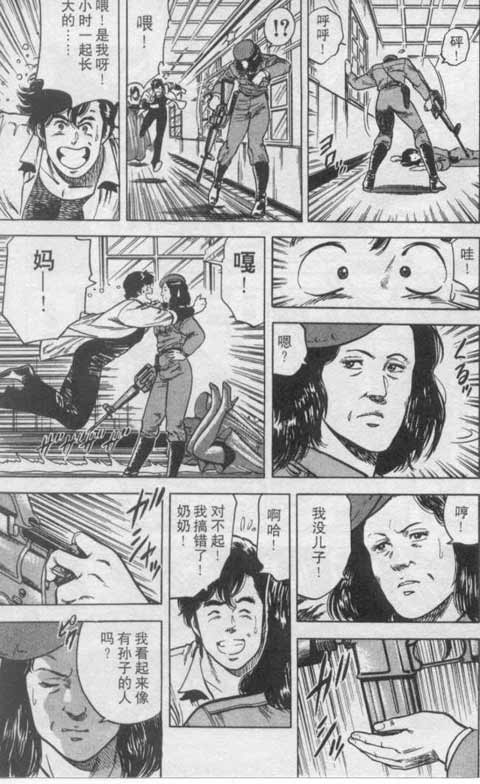 呼呼！
砰！
!?
喂！
喂！是我呀！
小时一起长
大的……
哇！
嘎！
妈
——！
嗯？
哼！
我没儿子！
啊哈！
对不起！
我搞错了！
奶奶！
我看起来像
有孙子的人
吗？